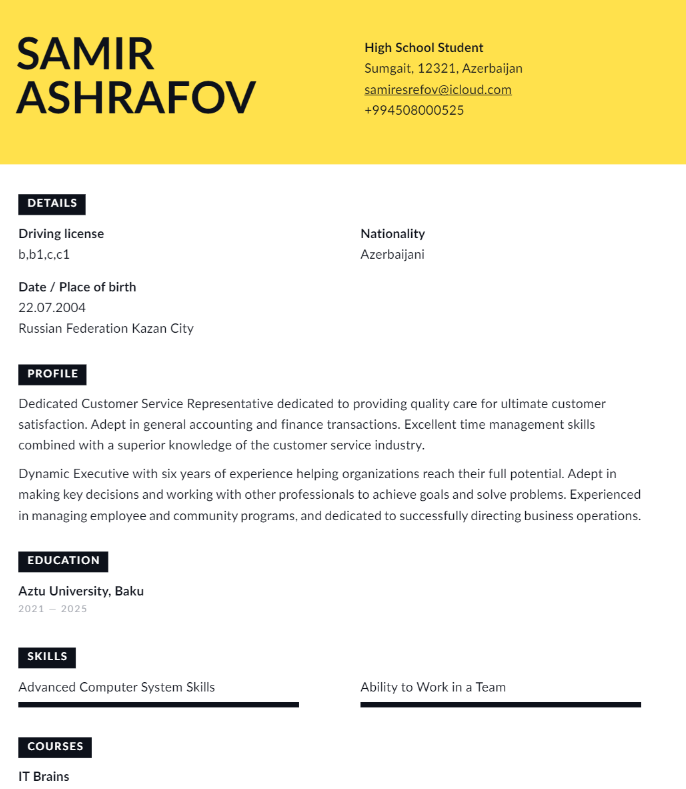 SAMIR
ASHRAFOV
High School Student
Sumgait, 12321, Azerbaijan
samiresrefov@icloud.com
+994508000525
DETAILS
Driving license
b,b1,c,c1
Nationality
Azerbaijani
Date / Place of birth
22.07.2004
Russian Federation Kazan City
PROFILE
Dedicated Customer Service Representative dedicated to providing quality care for ultimate customer
satisfaction. Adept in general accounting and finance transactions. Excellent time management skills
combined with a superior knowledge of the customer service industry.
Dynamic Executive with six years of experience helping organizations reach their full potential. Adept in
making key decisions and working with other professionals to achieve goals and solve problems. Experienced
in managing employee and community programs, and dedicated to successfully directing business operations.
EDUCATION
Aztu University, Baku
2021 — 2025
SKILLS
Advanced Computer System Skills
Ability to Work in a Team
COURSES
IT Brains